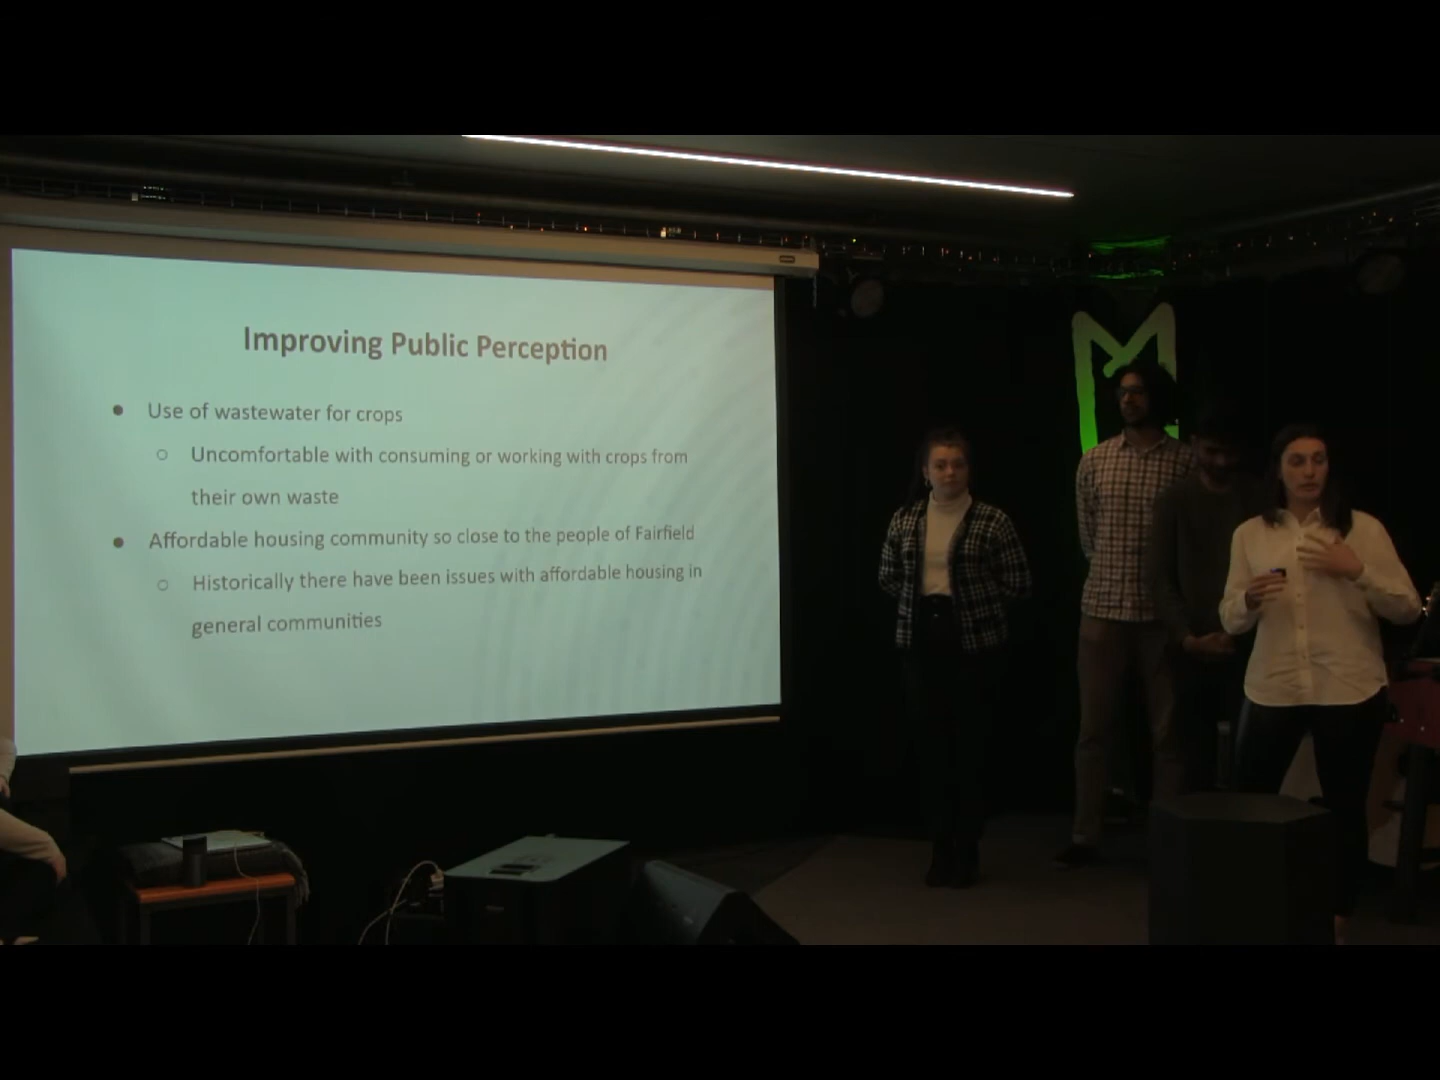 Improving Public Perception
● Use of wastewater for crops
○ Uncomfortable with consuming or working with crops from
their own waste
● Affordable housing community so close to the people of Fairfield
○ Historically there have been issues with affordable housing in
general communities